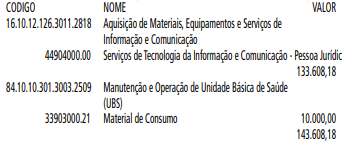 CODIGO NOME VALOR
16.10.12.126.3011.2818 Aquisição de Materiais, Equipamentos e Serviços de
Informação e Comunicação
44904000.00 Serviços de Tecnologia da Informação e Comunicação - Pessoa Jurídic
133.608,18
84.10.10.301.3003.2509 Manutenção e Operação de Unidade Básica de Saúde
(UBS)
33903000.21 Material de Consumo 10.000,00
143.608,18